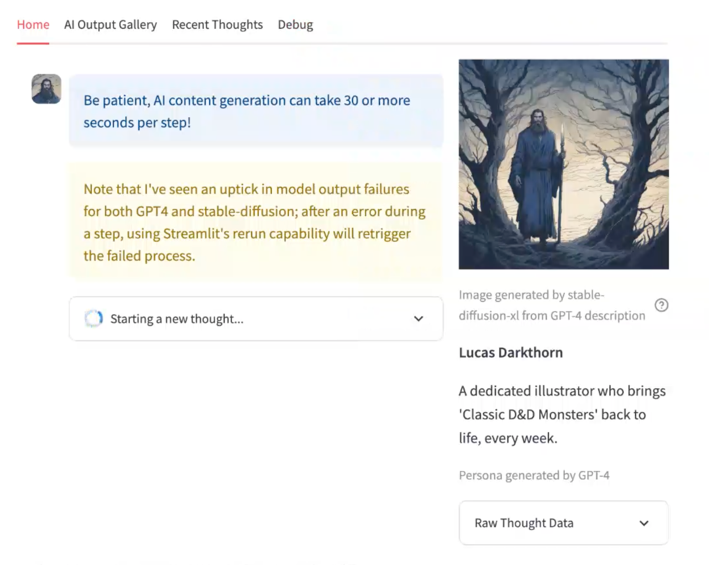 Home AI Output Gallery Recent Thoughts Debug
Be patient, AI content generation can take 30 or more
seconds per step!
Note that I've seen an uptick in model output failures
for both GPT4 and stable-diffusion; after an error during
a step, using Streamlit's rerun capability will retrigger
the failed process.
Starting a new thought...
Image generated by stable-
diffusion-xl from GPT-4 description
Lucas Darkthorn
A dedicated illustrator who brings
'Classic D&D Monsters' back to
life, every week.
Persona generated by GPT-4
Raw Thought Data